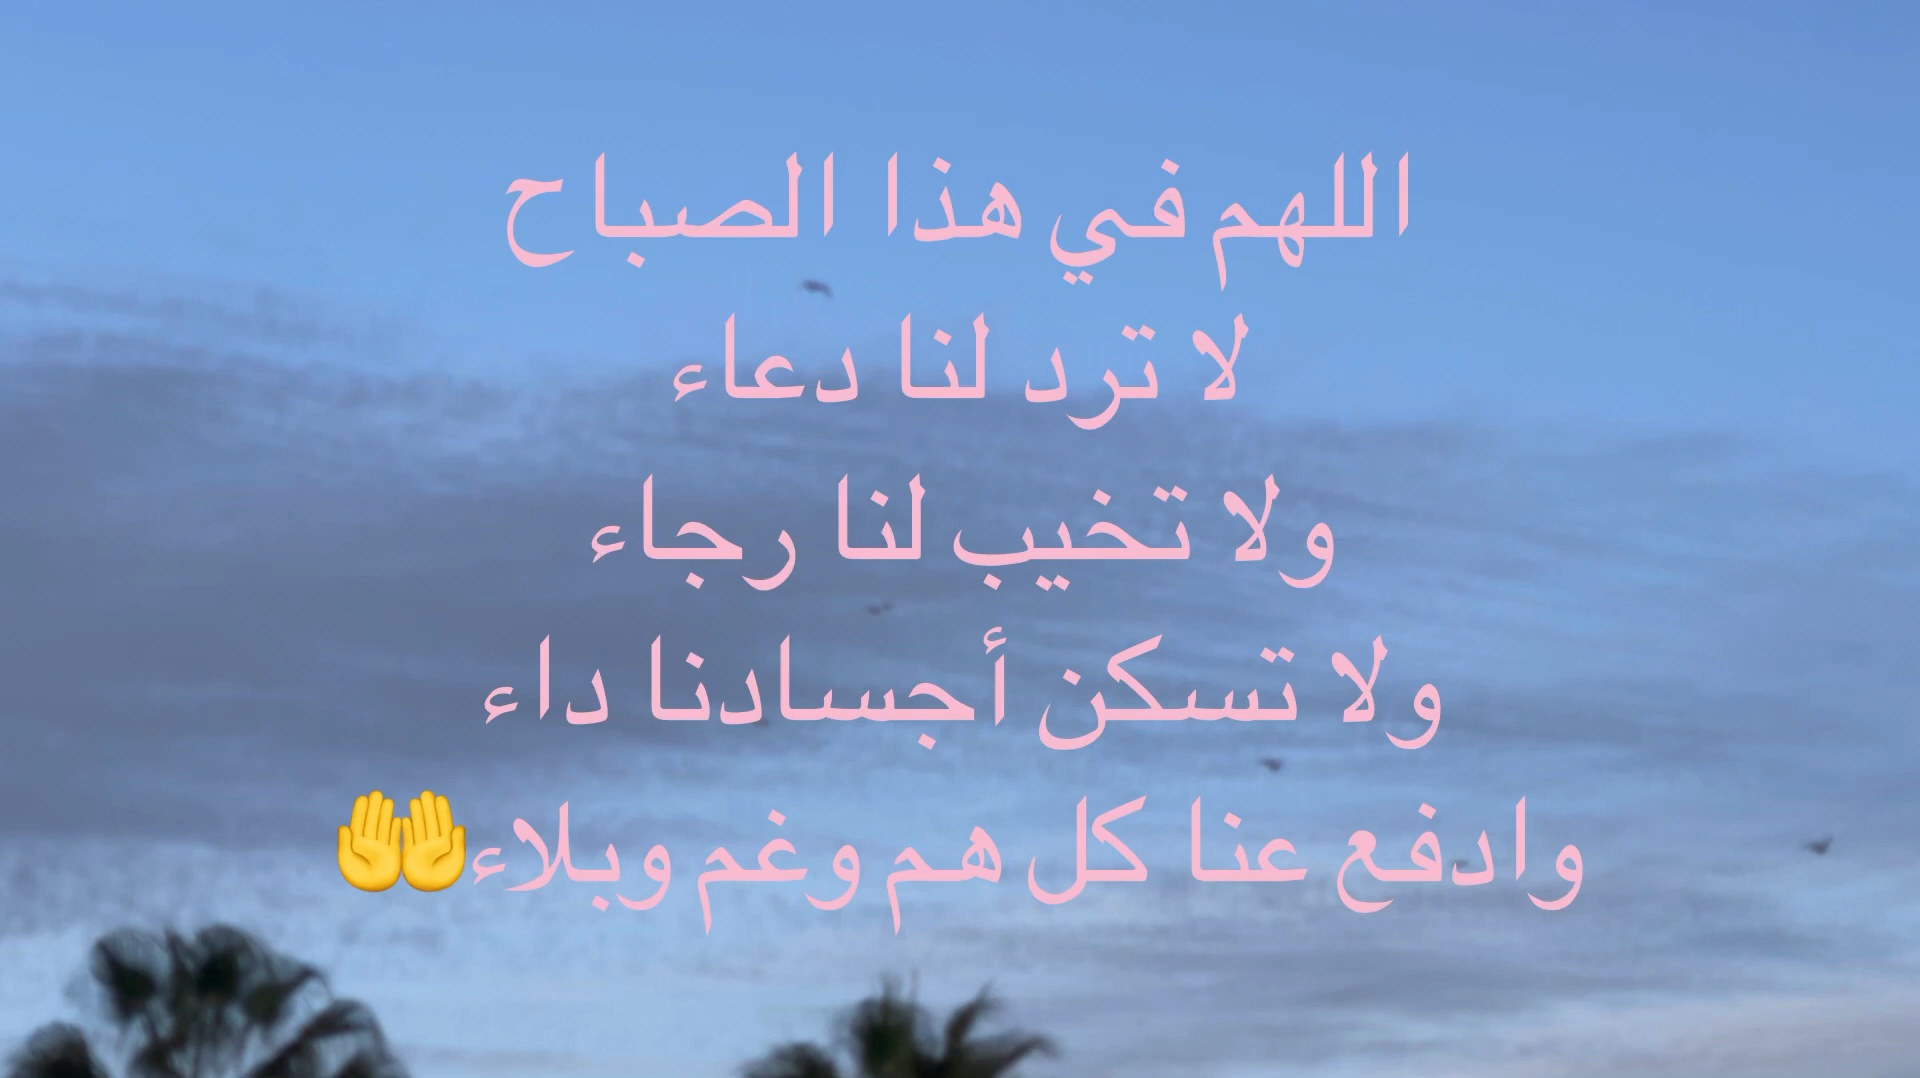 اللهم في هذا الصباح
لا ترد لنا دعاء
ولا تخيب لنا رجاء
ولا تسكن أجسادنا داء
وادفع عنا كل هم وغم وبلاء🤲